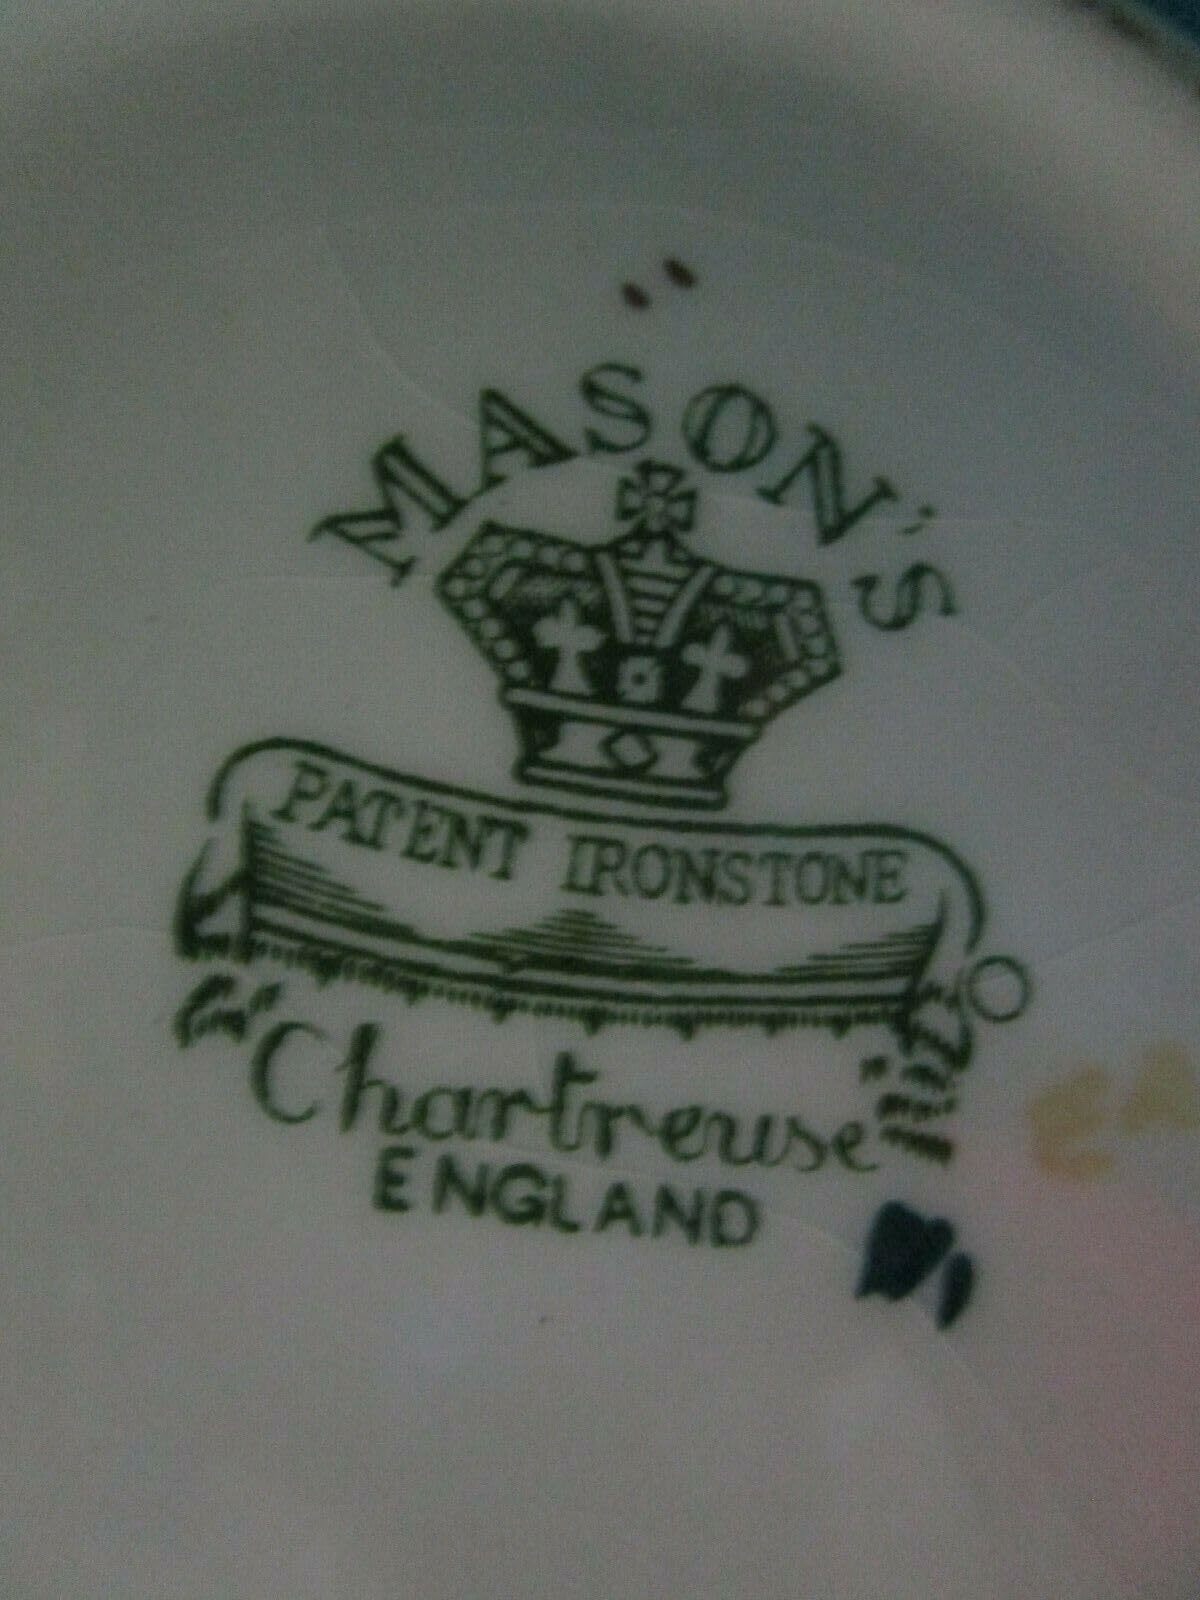 MASON'S
PATENT IRONSTONE
Chartreuse
ENGLAND